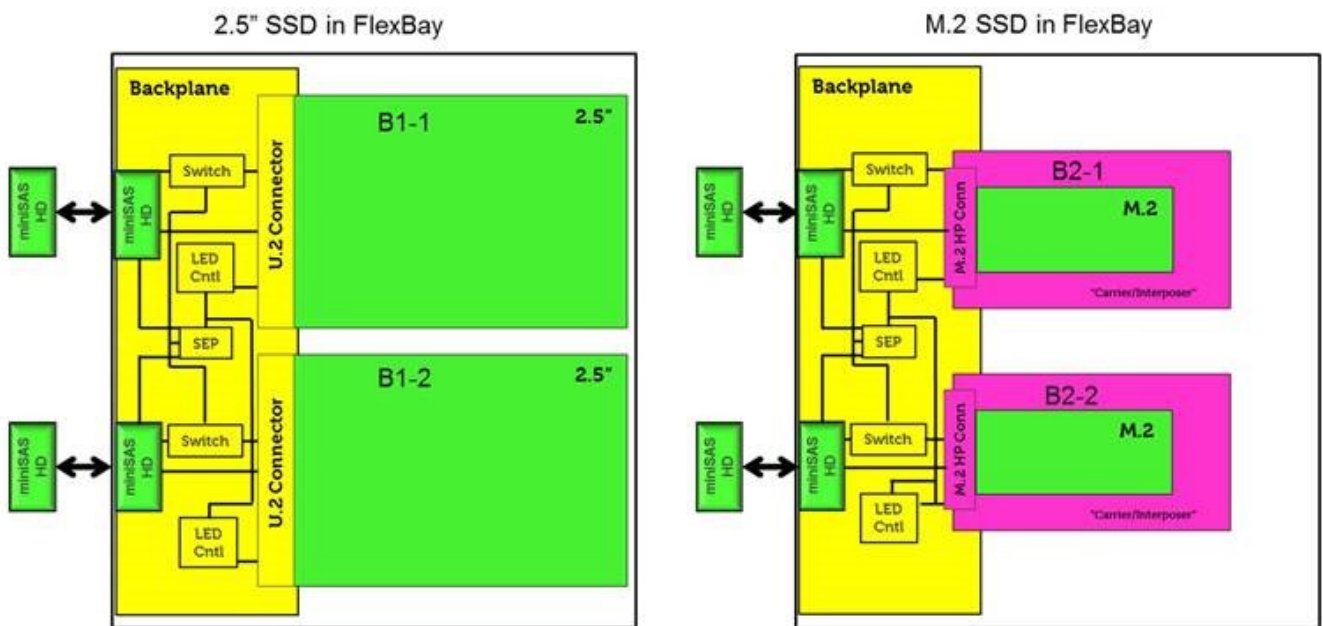 2.5” SSD in FlexBay
Backplane
B1-1
2.5”
Switch
miniSAS
HD
miniSAS
HD
U.2 Connector
LED
Cntl
SEP
B1-2
2.5”
miniSAS
HD
miniSAS
HD
Switch
U.2 Connector
LED
Cntl
M.2 SSD in FlexBay
Backplane
Switch
B2-1
M.2
miniSAS
HD
miniSAS
HD
M.2 HP Conn
LED
Cntl
"Carrier/Interposer"
SEP
B2-2
M.2
miniSAS
HD
miniSAS
HD
Switch
M.2 HP Conn
LED
Cntl
"Carrier/Interposer"